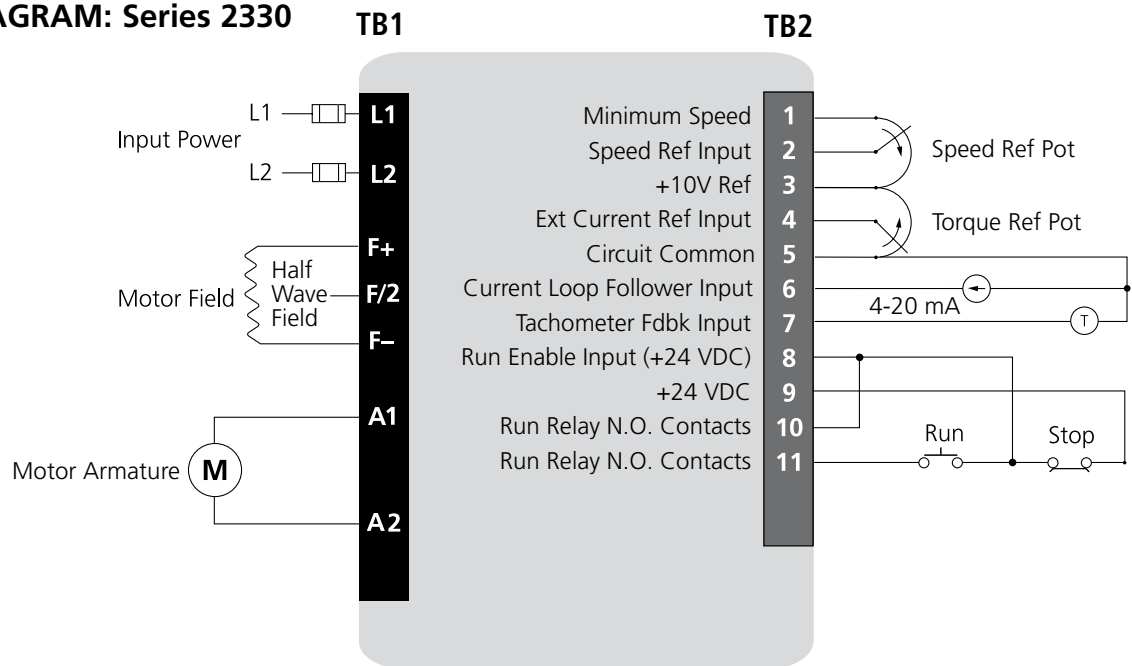 AGRAM: Series 2330
TB1
TB2
L1
Input Power
L2
Motor Field
Half
Wave
Field
Motor Armature
M
L1
L2
F+
F/2
F–
A1
A2
Minimum Speed 1
Speed Ref Input 2
+10V Ref 3
Ext Current Ref Input 4
Circuit Common 5
Current Loop Follower Input 6
Tachometer Fdbk Input 7
Run Enable Input (+24 VDC) 8
+24 VDC 9
Run Relay N.O. Contacts 10
Run Relay N.O. Contacts 11
Speed Ref Pot
Torque Ref Pot
4-20 mA
T
Run
Stop